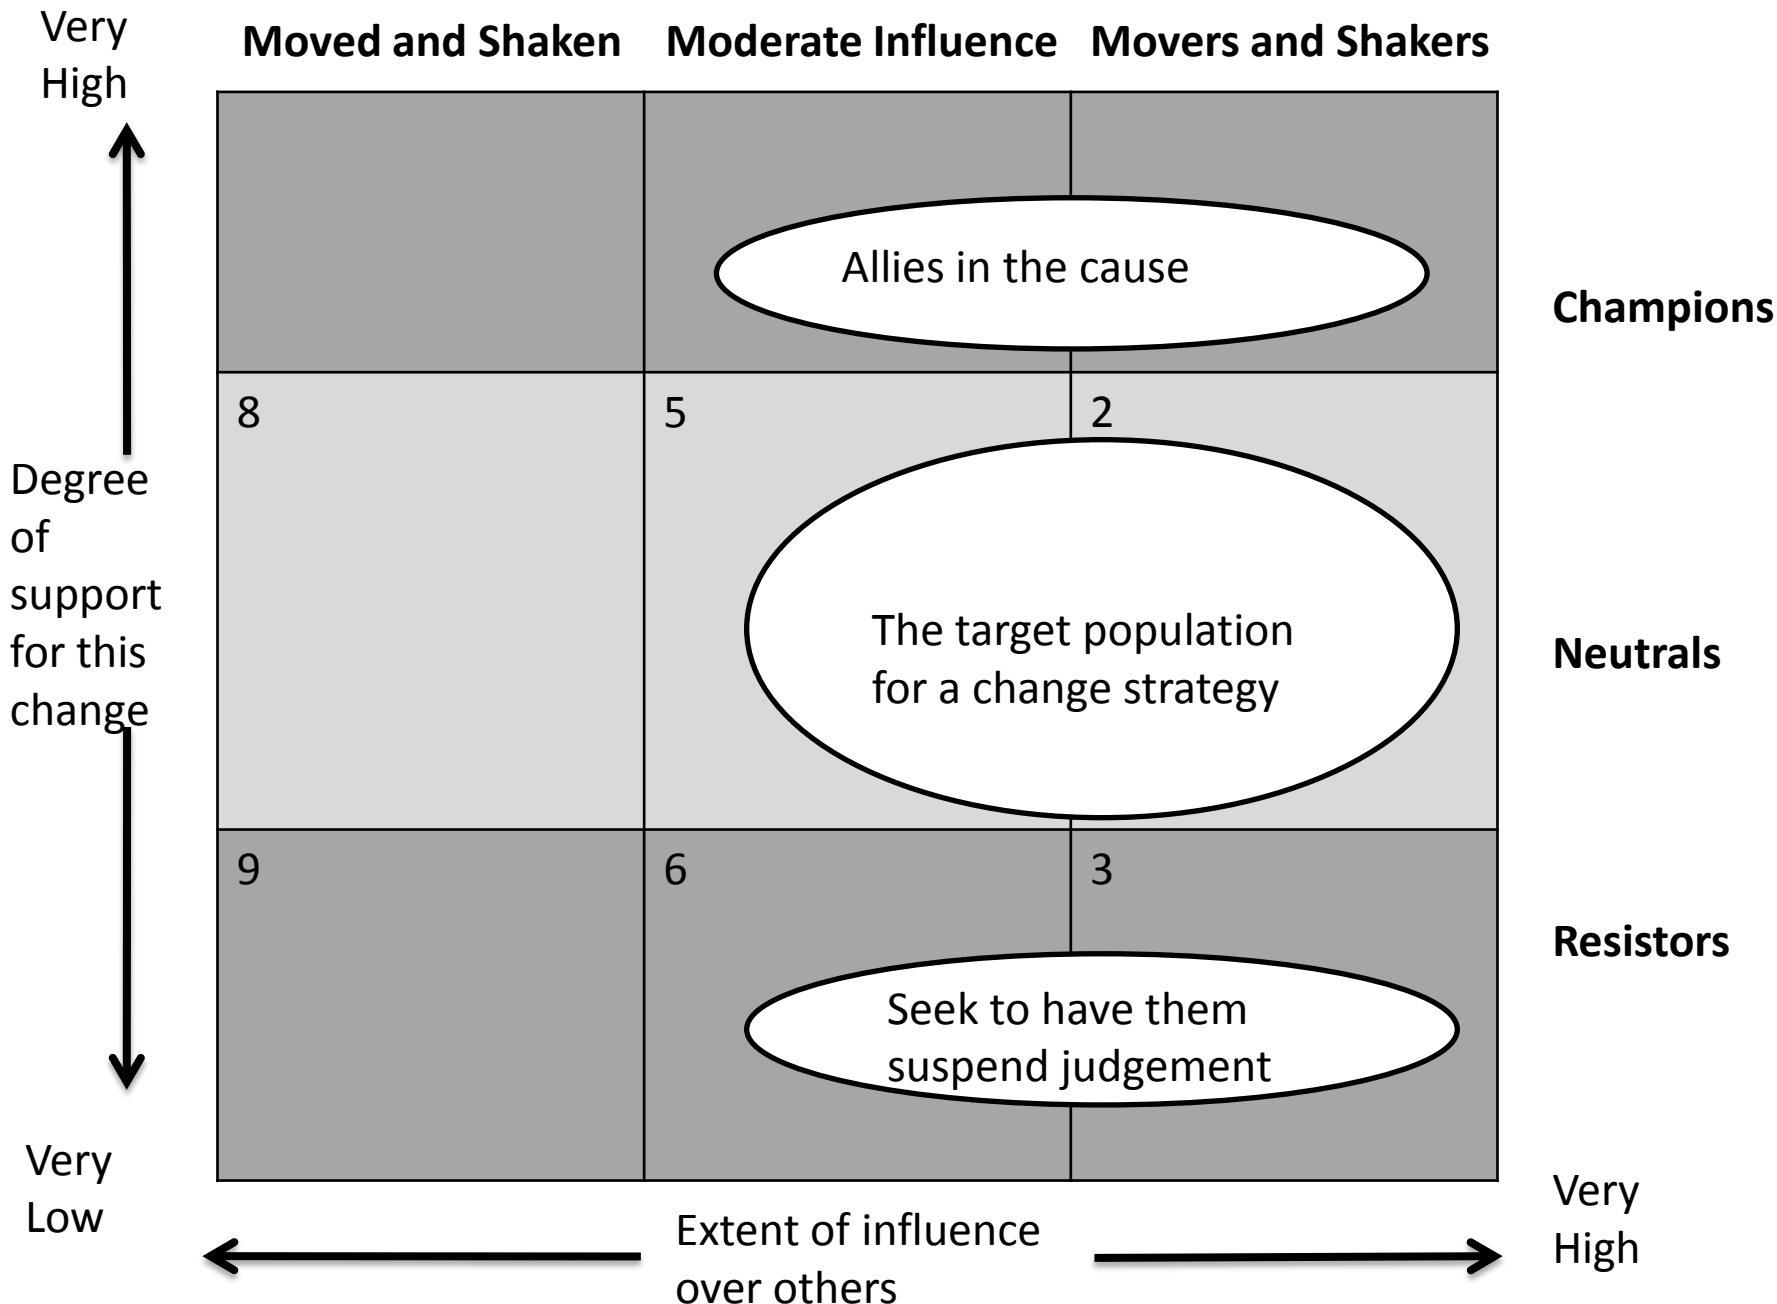 Very
High
Moved and Shaken
Moderate Influence
Movers and Shakers
Allies in the cause
Champions
8
5
2
Degree
of
support
for this
change
The target population
for a change strategy
Neutrals
9
6
3
Resistors
Seek to have them
suspend judgement
Very
Low
Extent of influence
over others
Very
High